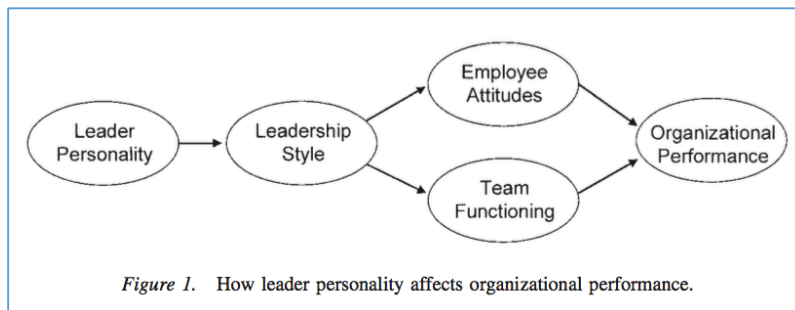 Leader
Personality
Leadership
Style
Employee
Attitudes
Team
Functioning
Organizational
Performance
Figure 1. How leader personality affects organizational performance.